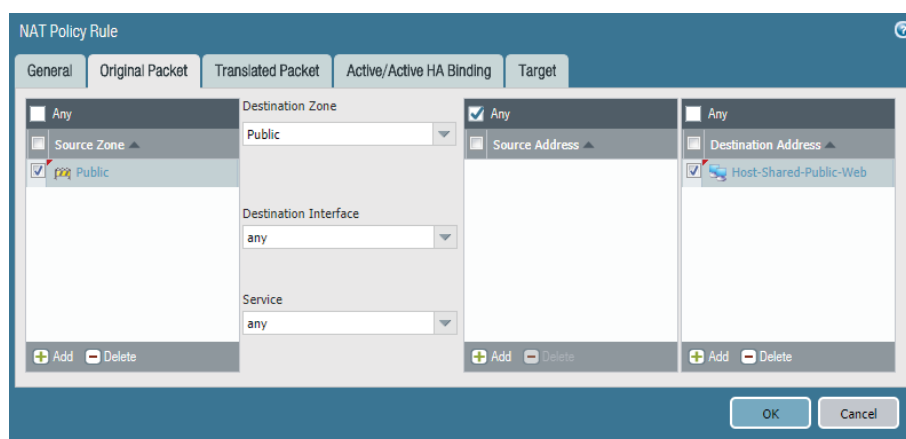 NAT Policy Rule
General
Original Packet
Translated Packet
Active/Active HA Binding
Target
Any
Source Zone
Public
Add
Delete
Destination Zone
Public
Destination Interface
any
Service
any
Any
Source Address
Add
Delete
Any
Destination Address
Host-Shared-Public-Web
Add
Delete
OK
Cancel